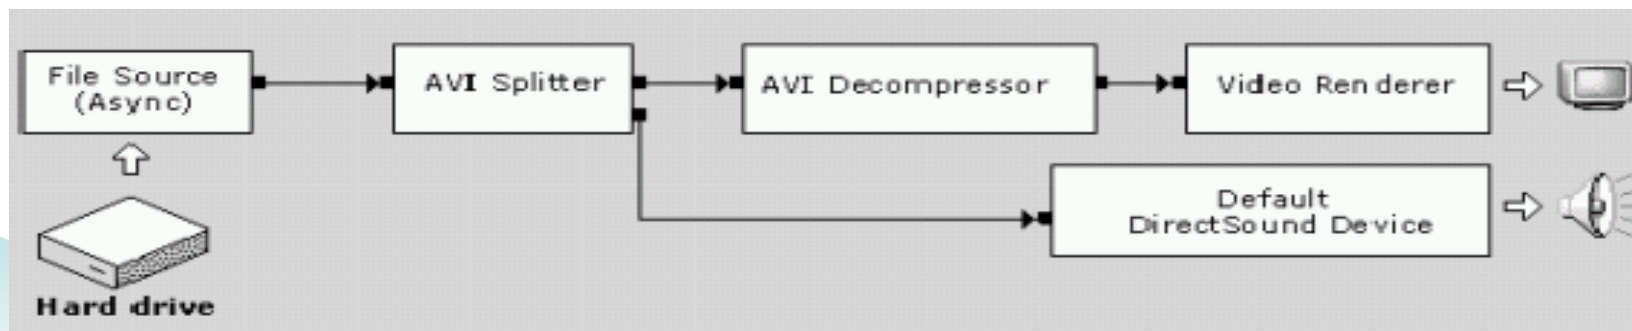 File Source
(Async)
AVI Splitter
AVI Decompressor
Video Renderer
Default
DirectSound Device
Hard drive